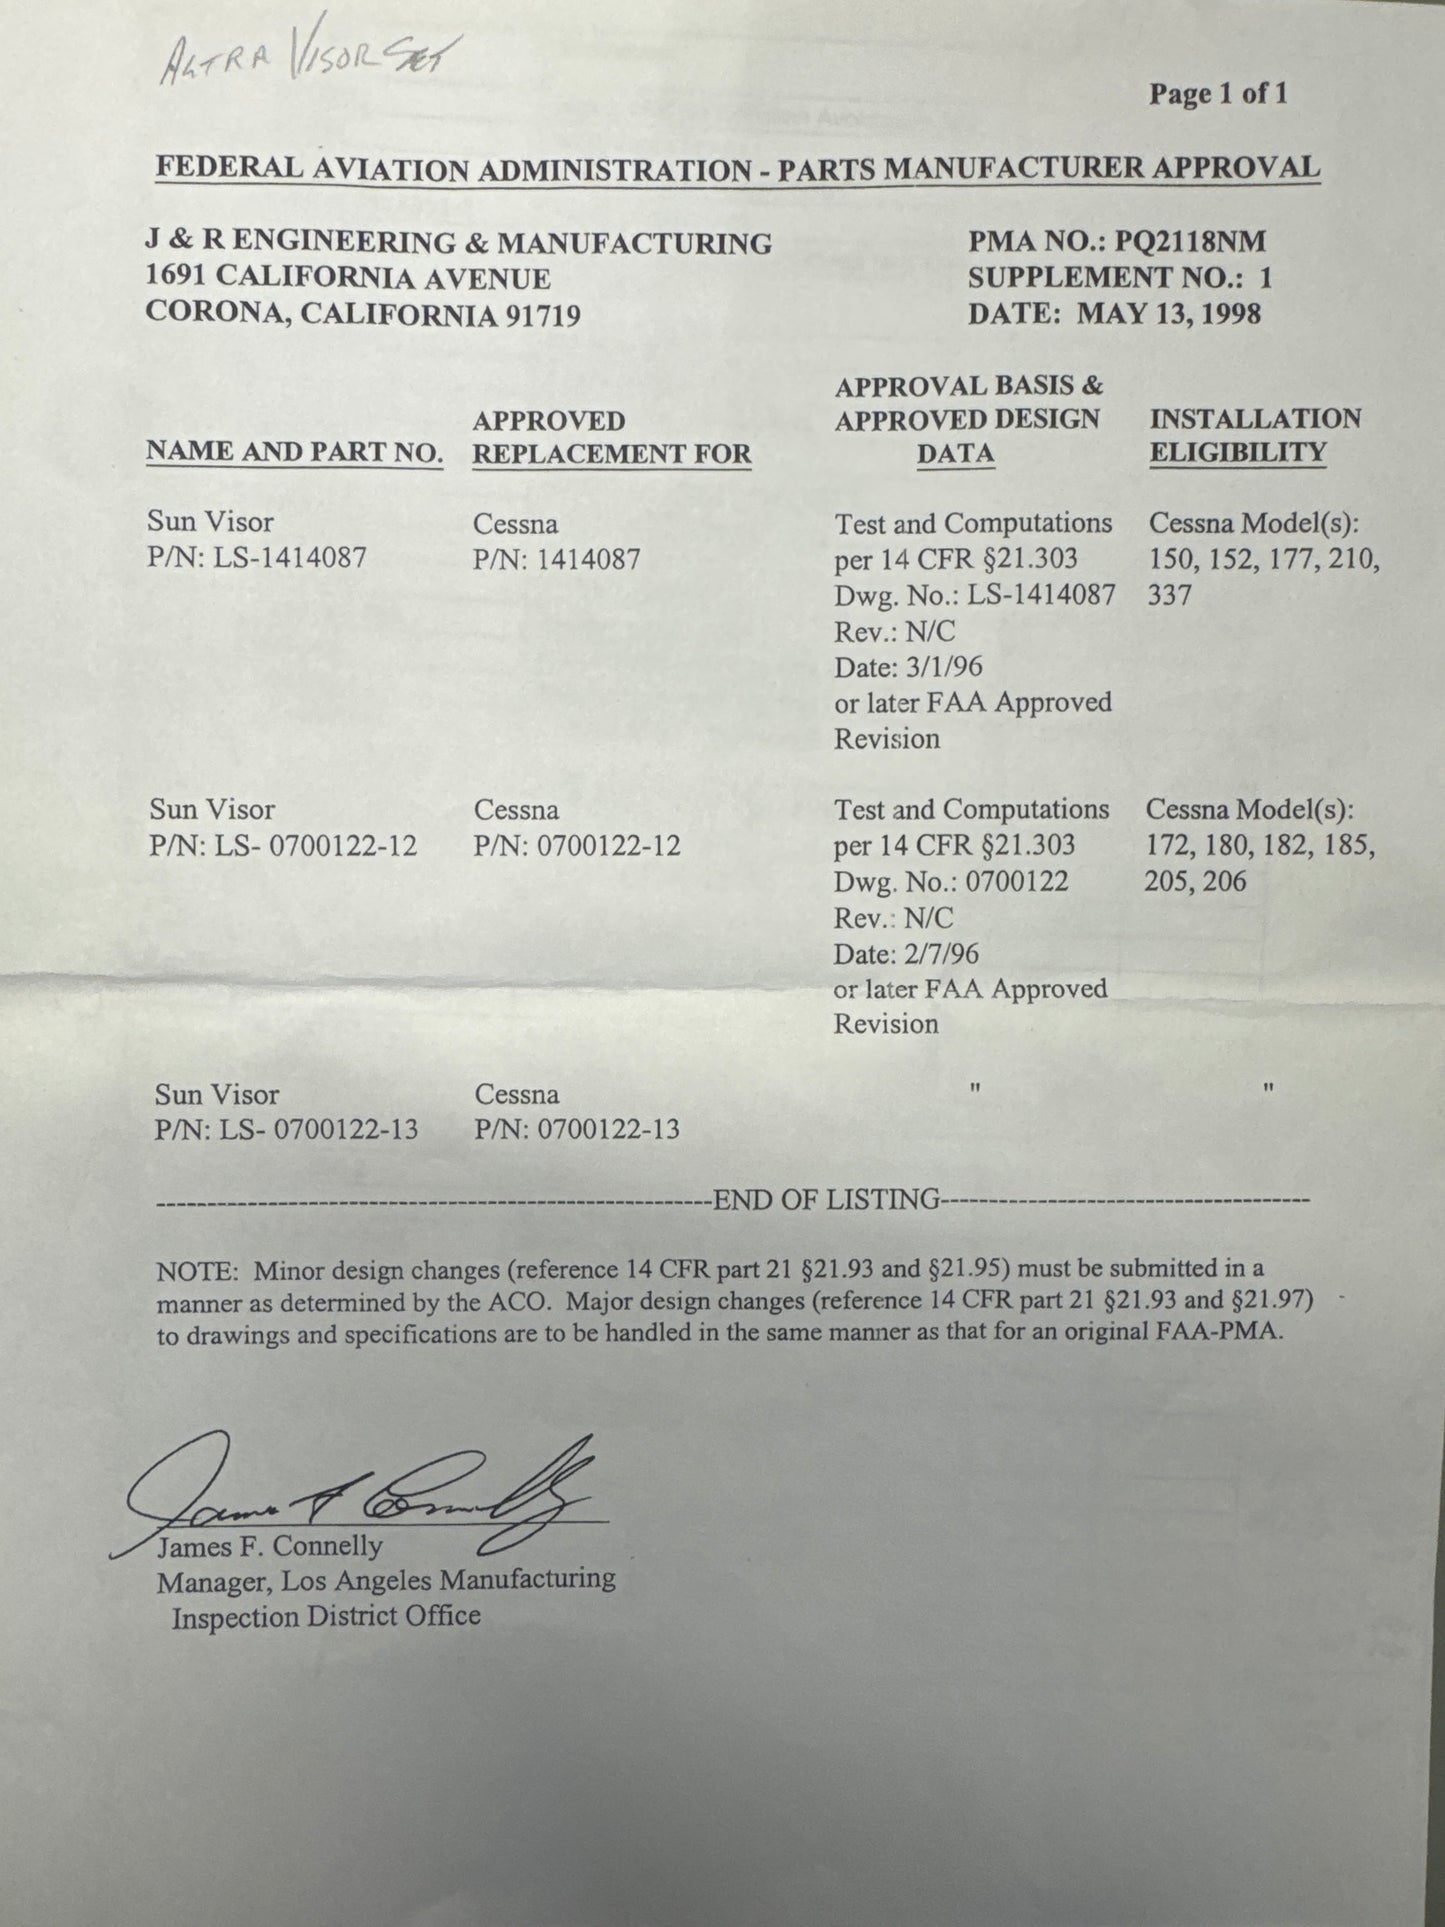 ALTRA VISOR SET
Page 1 of 1
FEDERAL AVIATION ADMINISTRATION - PARTS MANUFACTURER APPROVAL
J & R ENGINEERING & MANUFACTURING
1691 CALIFORNIA AVENUE
CORONA, CALIFORNIA 91719
PMA NO.: PQ2118NM
SUPPLEMENT NO.: 1
DATE: MAY 13, 1998
NAME AND PART NO.
APPROVED
REPLACEMENT FOR
APPROVAL BASIS &
APPROVED DESIGN
DATA
INSTALLATION
ELIGIBILITY
Sun Visor
P/N: LS-1414087
Cessna
P/N: 1414087
Test and Computations
per 14 CFR §21.303
Dwg. No.: LS-1414087
Rev.: N/C
Date: 3/1/96
or later FAA Approved
Revision
Cessna Model(s):
150, 152, 177, 210,
337
Sun Visor
P/N: LS- 0700122-12
Cessna
P/N: 0700122-12
Test and Computations
per 14 CFR §21.303
Dwg. No.: 0700122
Rev.: N/C
Date: 2/7/96
or later FAA Approved
Revision
Cessna Model(s):
172, 180, 182, 185,
205, 206
Sun Visor
P/N: LS- 0700122-13
Cessna
P/N: 0700122-13
"
"
------------------------------------------------------END OF LISTING------------------------------------
NOTE: Minor design changes (reference 14 CFR part 21 §21.93 and §21.95) must be submitted in a
manner as determined by the ACO. Major design changes (reference 14 CFR part 21 §21.93 and §21.97)
to drawings and specifications are to be handled in the same manner as that for an original FAA-PMA.
James F Connelly
James F. Connelly
Manager, Los Angeles Manufacturing
Inspection District Office